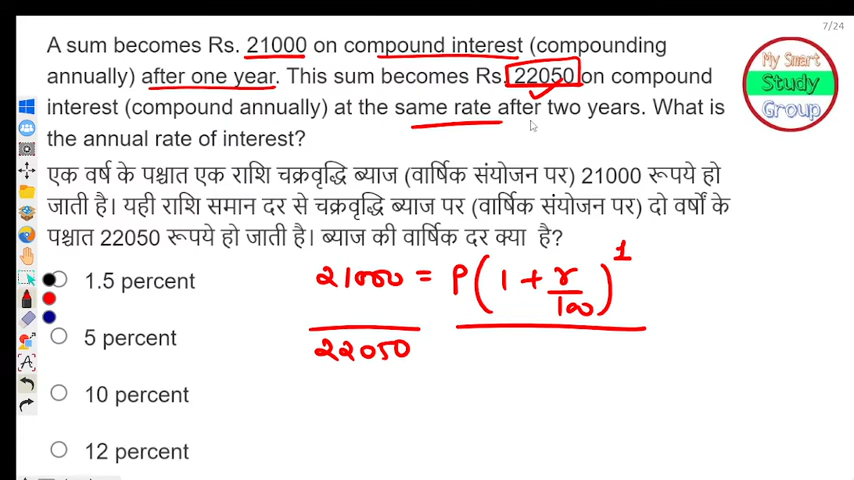 7/24
A sum becomes Rs. 21000 on compound interest (compounding
annually) after one year. This sum becomes Rs. 22050 on compound
interest (compound annually) at the same rate after two years. What is
the annual rate of interest?
My Smart
Study
Group
एक वर्ष के पश्चात एक राशि चक्रवृद्धि ब्याज (वार्षिक संयोजन पर) 21000 रूपये हो
जाती है। यही राशि समान दर से चक्रवृद्धि ब्याज पर (वार्षिक संयोजन पर) दो वर्षों के
पश्चात 22050 रूपये हो जाती है। ब्याज की वार्षिक दर क्या है?
21000 = P(1 + r/100)^1
22050
1.5 percent
5 percent
10 percent
12 percent